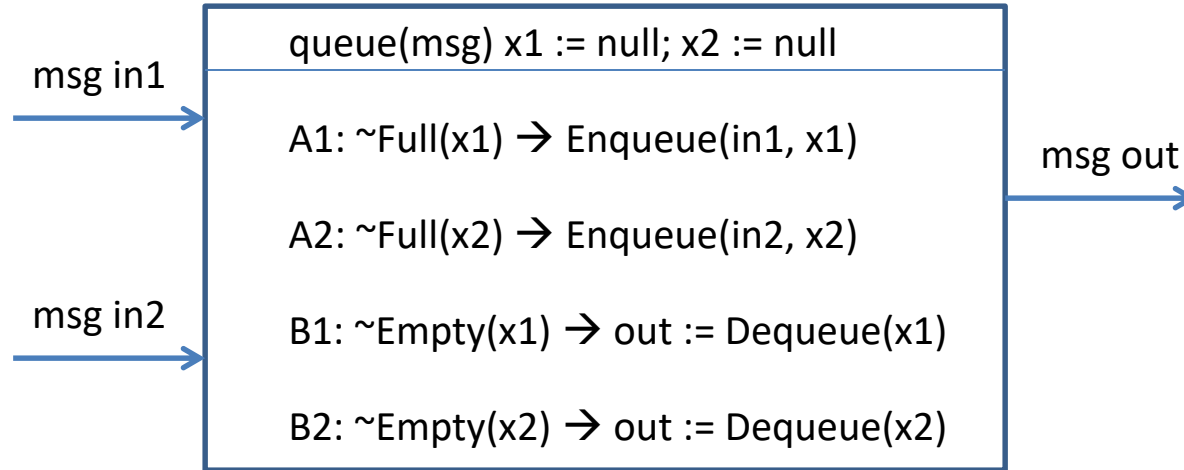 queue(msg) x1 := null; x2 := null
msg in1
A1: ~Full(x1) → Enqueue(in1, x1)
msg out
A2: ~Full(x2) → Enqueue(in2, x2)
msg in2
B1: ~Empty(x1) → out := Dequeue(x1)
B2: ~Empty(x2) → out := Dequeue(x2)